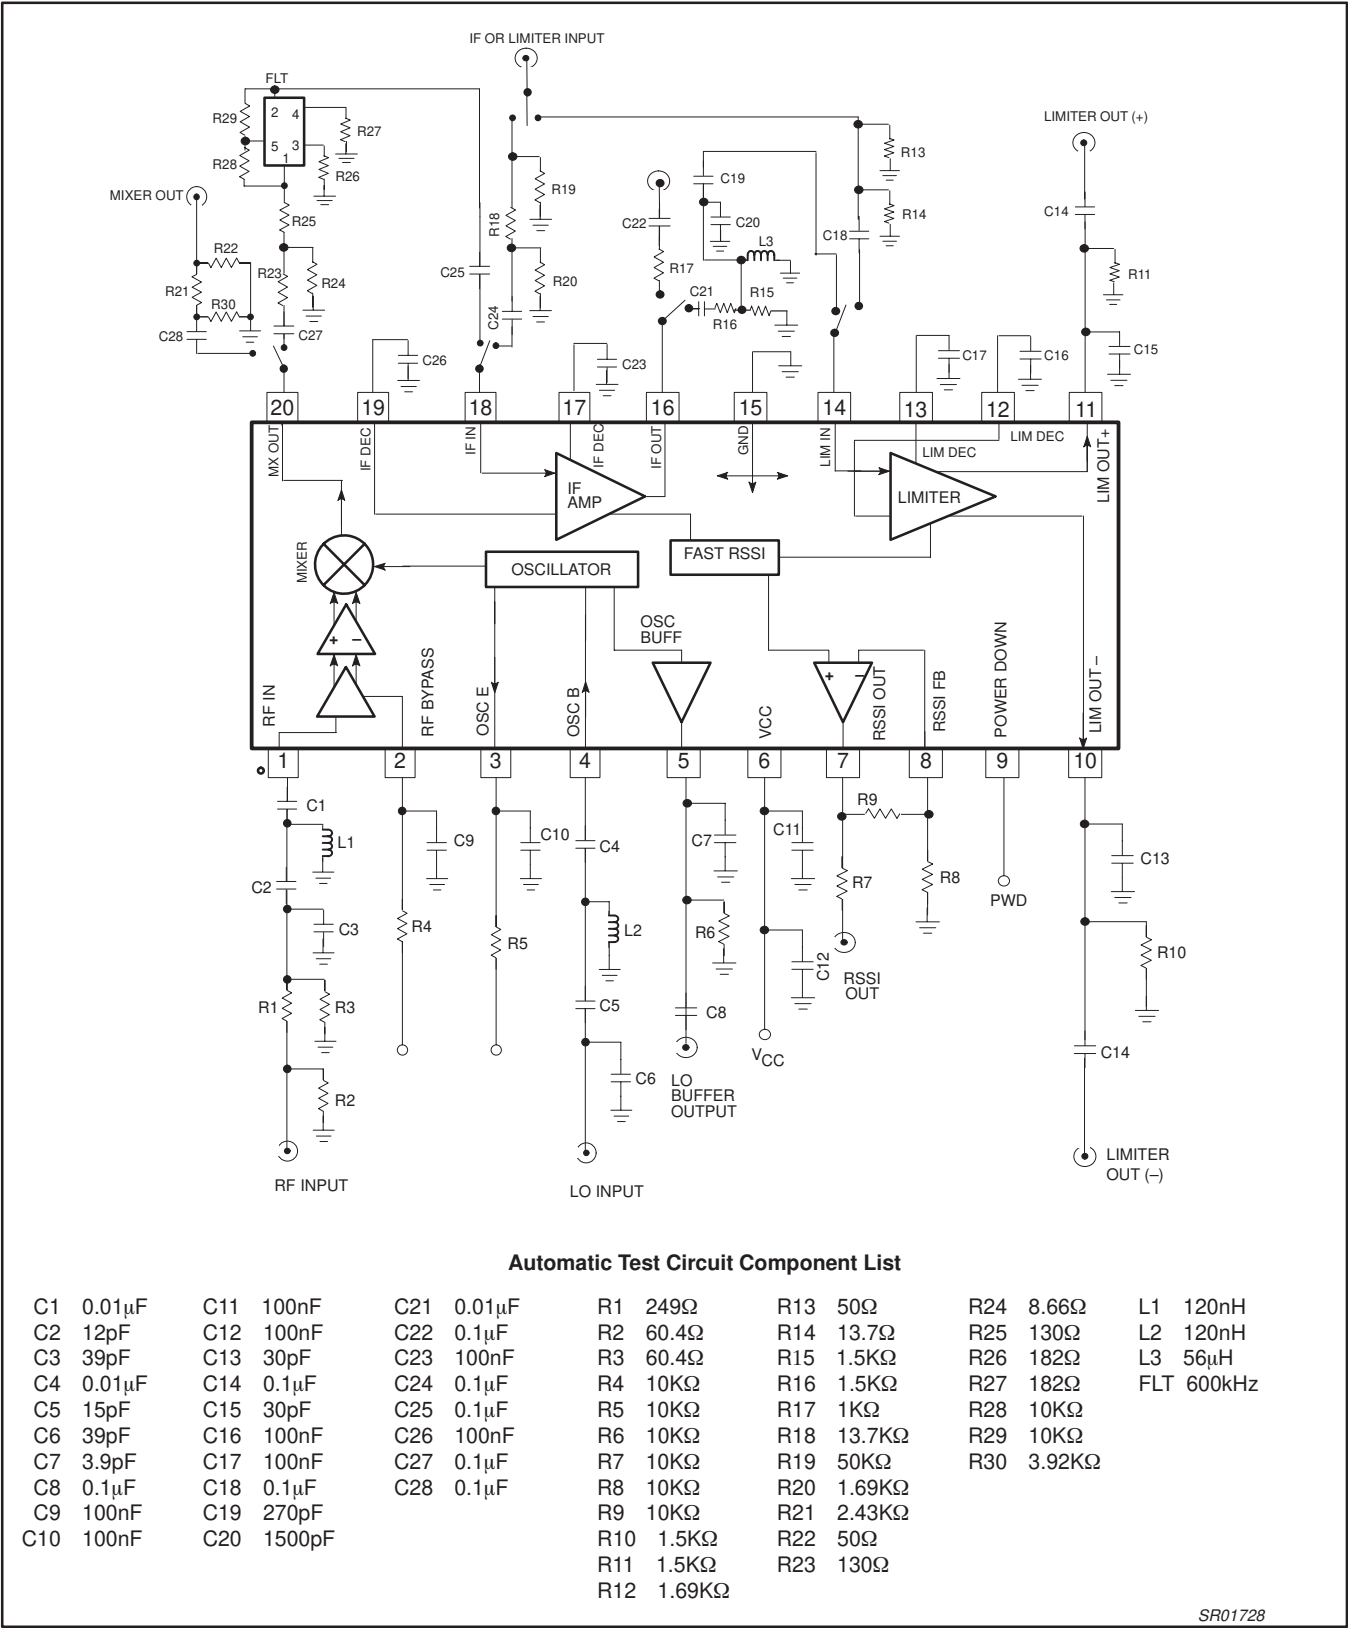 IF OR LIMITER INPUT
FLT
2 4
5 3
1
R29
R28
R27
R26
LIMITER OUT (+)
MIXER OUT
R25
R22
R23
R24
R21
R30
C28
C27
C25
R18
R19
R20
C24
C26
C23
C22
R17
C19
C20
L3
C21
R16
R15
C18
R13
R14
C17
C16
C14
R11
C15
20
19
18
17
16
15
14
13
12
11
MX OUT
IF DEC
IF IN
IF DEC
IF OUT
GND
LIM IN
LIM DEC
LIM DEC
LIM OUT+
IF
AMP
LIMITER
MIXER
OSCILLATOR
FAST RSSI
OSC
BUFF
+ –
+ –
RF IN
RF BYPASS
OSC E
OSC B
VCC
RSSI OUT
RSSI FB
POWER DOWN
LIM OUT –
1
2
3
4
5
6
7
8
9
10
C1
L1
C2
C3
R1
R3
R2
RF INPUT
C9
R4
C10
R5
C4
L2
C5
C6
LO INPUT
C7
R6
C8
LO
BUFFER
OUTPUT
C11
C12
VCC
R9
R7
R8
RSSI
OUT
PWD
C13
R10
C14
LIMITER
OUT (–)
Automatic Test Circuit Component List
C1 0.01μF C11 100nF C21 0.01μF R1 249Ω R13 50Ω R24 8.66Ω L1 120nH
C2 12pF C12 100nF C22 0.1μF R2 60.4Ω R14 13.7Ω R25 130Ω L2 120nH
C3 39pF C13 30pF C23 100nF R3 60.4Ω R15 1.5KΩ R26 182Ω L3 56μH
C4 0.01μF C14 0.1μF C24 0.1μF R4 10KΩ R16 1.5KΩ R27 182Ω FLT 600kHz
C5 15pF C15 30pF C25 0.1μF R5 10KΩ R17 1KΩ R28 10KΩ
C6 39pF C16 100nF C26 100nF R6 10KΩ R18 13.7KΩ R29 10KΩ
C7 3.9pF C17 100nF C27 0.1μF R7 10KΩ R19 50KΩ R30 3.92KΩ
C8 0.1μF C18 0.1μF C28 0.1μF R8 10KΩ R20 1.69KΩ
C9 100nF C19 270pF R9 10KΩ R21 2.43KΩ
C10 100nF C20 1500pF R10 1.5KΩ R22 50Ω
R11 1.5KΩ R23 130Ω
R12 1.69KΩ
SR01728